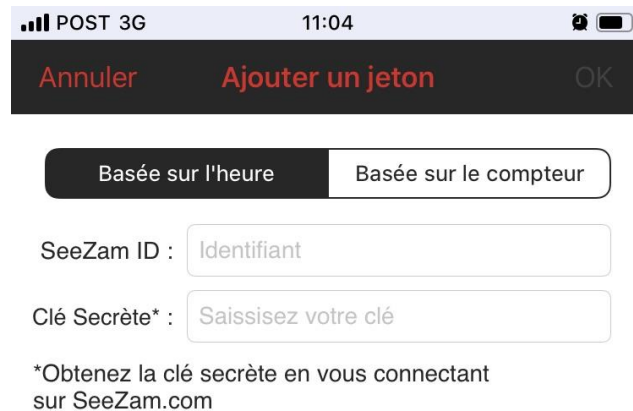 POST 3G 11:04
Annuler Ajouter un jeton OK
Basée sur l'heure Basée sur le compteur
SeeZam ID : Identifiant
Clé Secrète* : Saissisez votre clé
*Obtenez la clé secrète en vous connectant
sur SeeZam.com